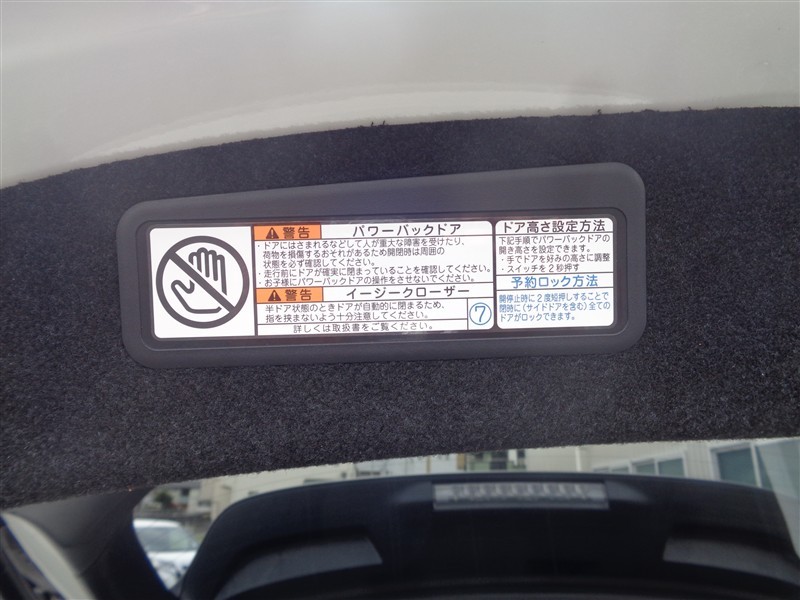 警告 パワーバックドア
・ドアにはさまれるなどして人が重大な障害を受けたり、
荷物を損傷するおそれがあるため開閉時は周囲の
状態を必ず確認してください。
・走行前にドアが確実に閉まっていることを確認してください。
・お子様にパワーバックドアの操作をさせないでください。
警告 イージークローザー
半ドア状態のときドアが自動的に閉まるため、
指を挟まないよう十分注意してください。
詳しくは取扱書をご覧ください。
⑦
ドア高さ設定方法
下記手順でパワーバックドアの
開き高さを設定できます。
・手でドアを好みの高さに調整
・スイッチを2秒押す
予約ロック方法
開停止時に2度短押しすることで
閉時に(サイドドアを含む)全ての
ドアがロックできます。